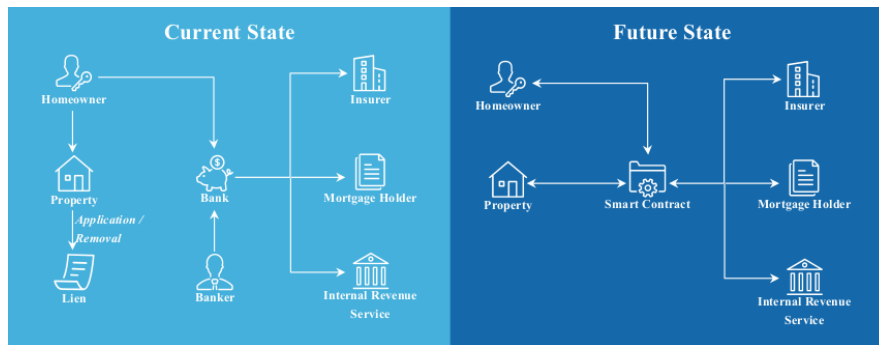 Current State
Homeowner
Insurer
Property
Bank
Mortgage Holder
Application /
Removal
Lien
Banker
Internal Revenue
Service
Future State
Homeowner
Insurer
Property
Smart Contract
Mortgage Holder
Internal Revenue
Service